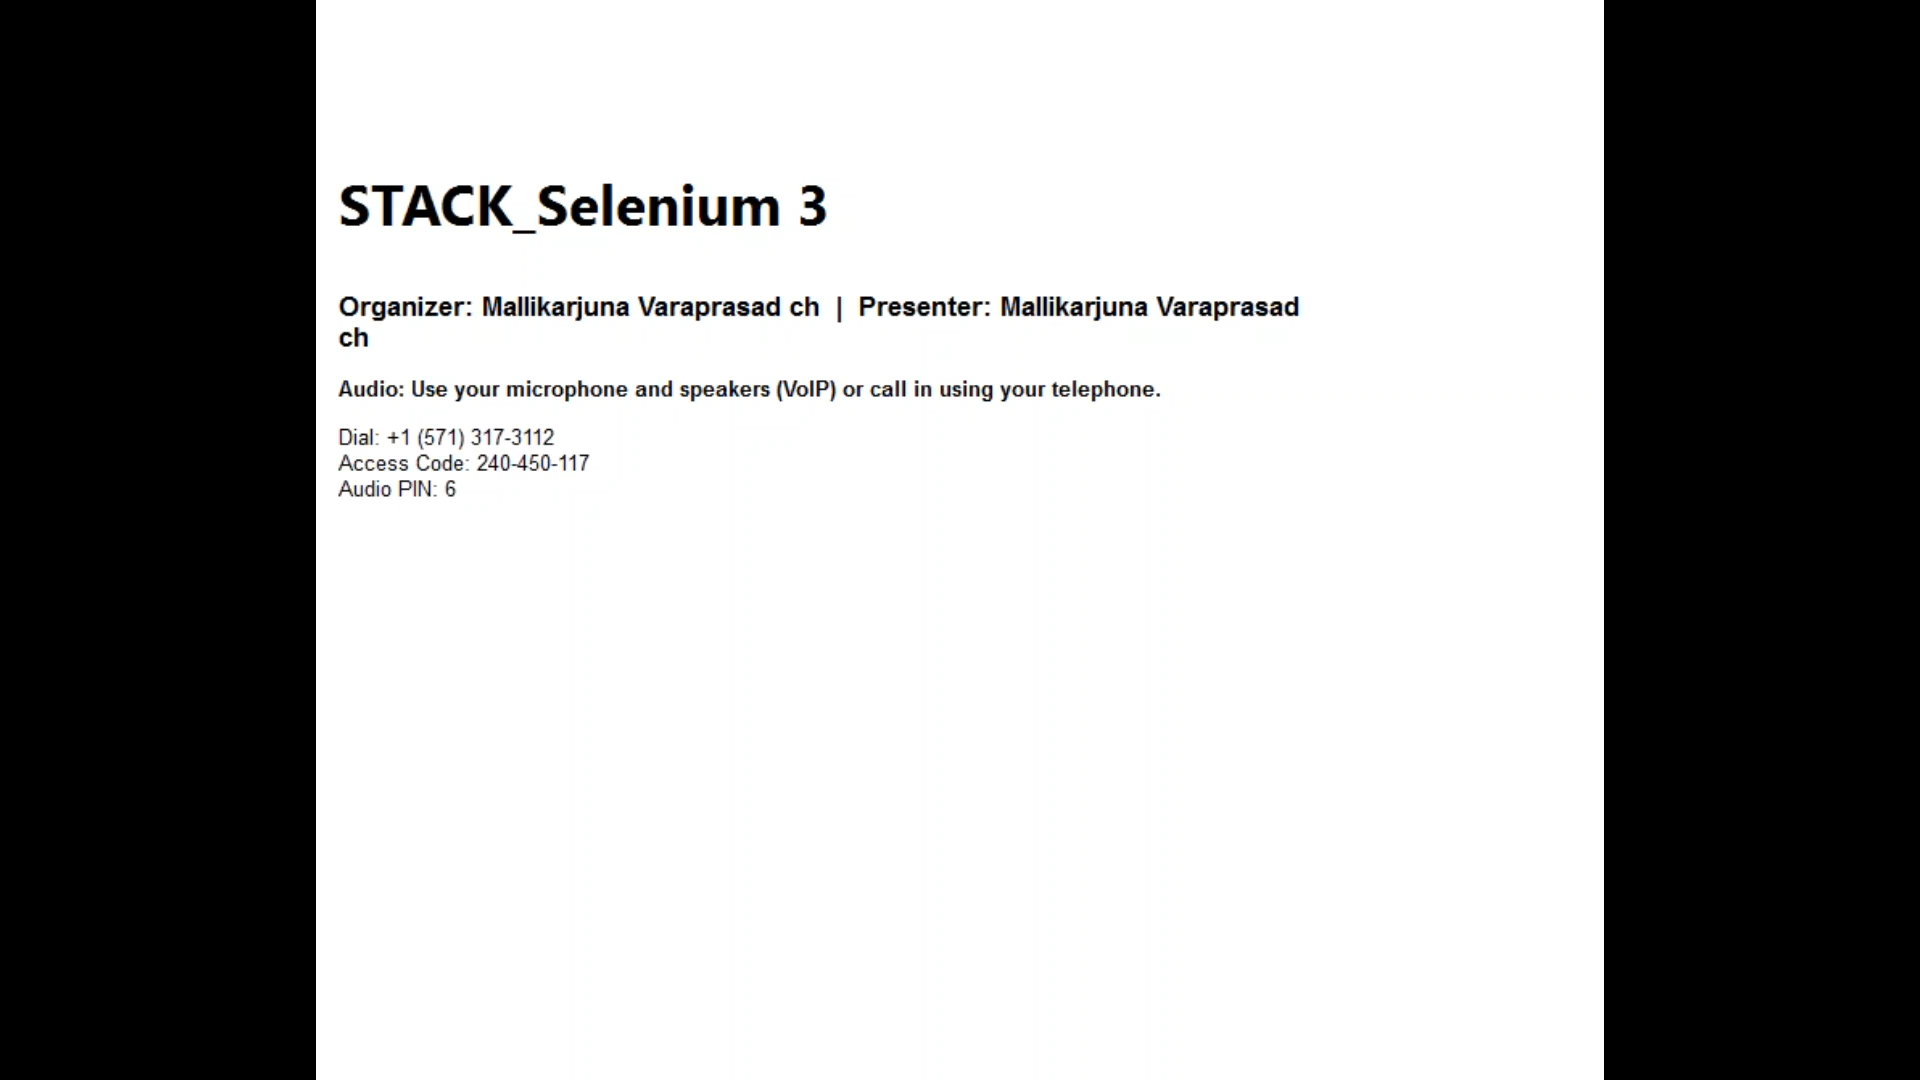 STACK_Selenium 3
Organizer: Mallikarjuna Varaprasad ch | Presenter: Mallikarjuna Varaprasad
ch
Audio: Use your microphone and speakers (VoIP) or call in using your telephone.
Dial: +1 (571) 317-3112
Access Code: 240-450-117
Audio PIN: 6